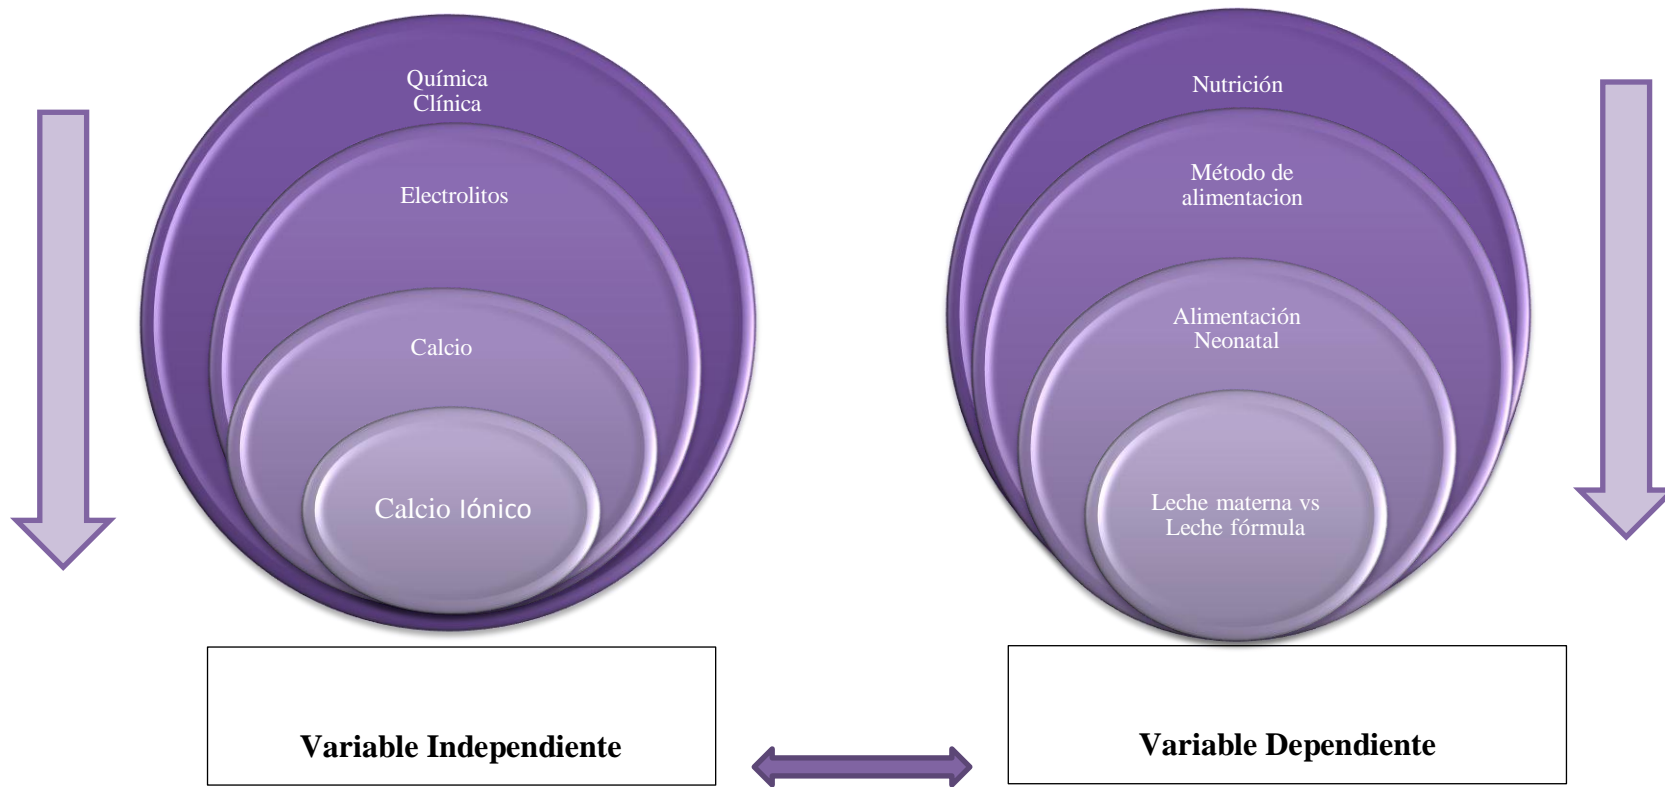 Química
Clínica
Electrolitos
Calcio
Calcio Iónico
Variable Independiente
Nutrición
Método de
alimentacion
Alimentación
Neonatal
Leche materna vs
Leche fórmula
Variable Dependiente